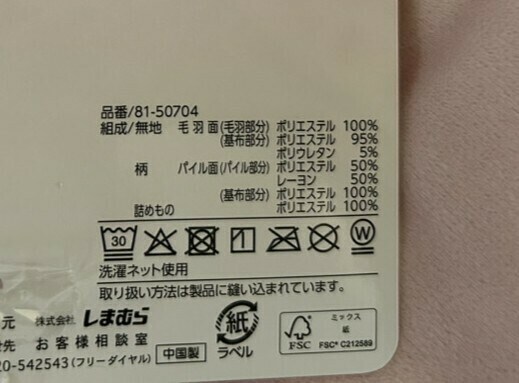 品番/81-50704
組成/無地 毛羽面(毛羽部分) ポリエステル 100%
(基布部分) ポリエステル 95%
ポリウレタン 5%
柄 パイル面(パイル部分) ポリエステル 50%
レーヨン 50%
(基布部分) ポリエステル 100%
詰めもの ポリエステル 100%
30 W
洗濯ネット使用
取り扱い方法は製品に縫い込まれています。
元 株式会社 しまむら
先 お客様相談室
20-542543(フリーダイヤル) 中国製
紙
ラベル
FSC
ミックス
紙
FSC® C212589